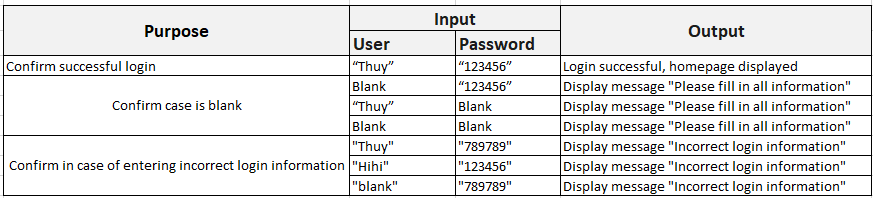 Purpose Input Output
User Password
Confirm successful login “Thuy” “123456” Login successful, homepage displayed
Confirm case is blank Blank “123456” Display message "Please fill in all information"
“Thuy” Blank Display message "Please fill in all information"
Blank Blank Display message "Please fill in all information"
Confirm in case of entering incorrect login information "Thuy" "789789" Display message "Incorrect login information"
"Hihi" "123456" Display message "Incorrect login information"
"blank" "789789" Display message "Incorrect login information"